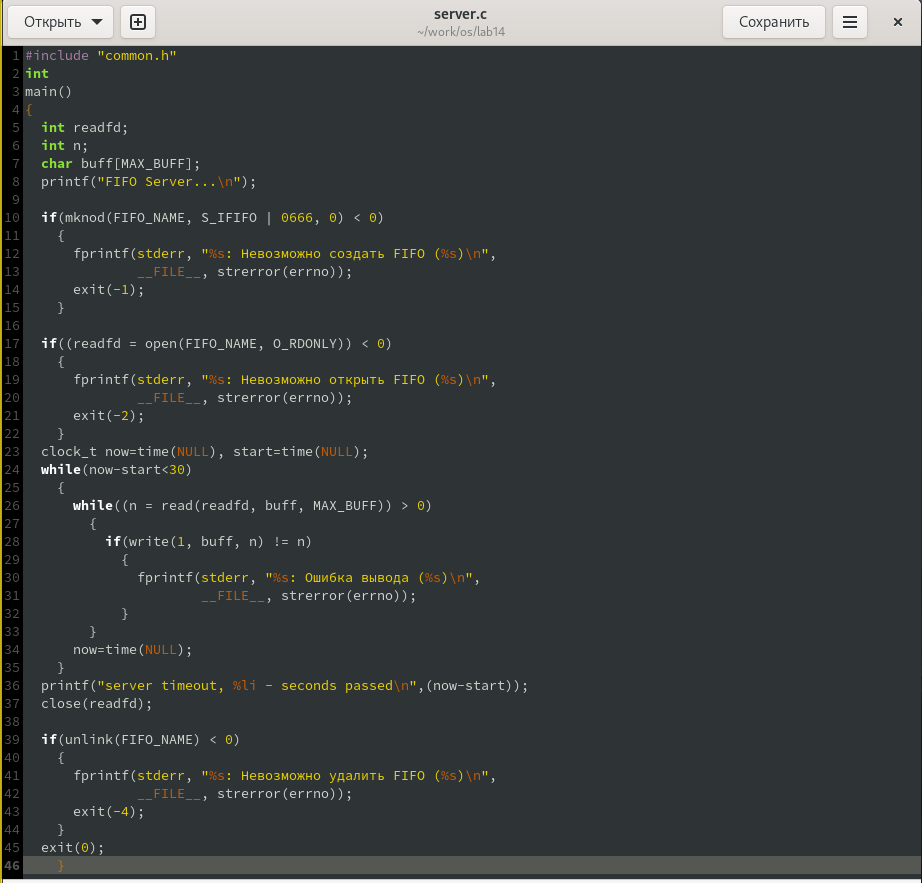 Открыть
server.c
~/work/os/lab14
Сохранить
1 #include "common.h"
2 int
3 main()
4 {
5   int readfd;
6   int n;
7   char buff[MAX_BUFF];
8   printf("FIFO Server...\n");
9
10   if(mknod(FIFO_NAME, S_IFIFO | 0666, 0) < 0)
11     {
12       fprintf(stderr, "%s: Невозможно создать FIFO (%s)\n",
13               __FILE__, strerror(errno));
14       exit(-1);
15     }
16
17   if((readfd = open(FIFO_NAME, O_RDONLY)) < 0)
18     {
19       fprintf(stderr, "%s: Невозможно открыть FIFO (%s)\n",
20               __FILE__, strerror(errno));
21       exit(-2);
22     }
23   clock_t now=time(NULL), start=time(NULL);
24   while(now-start<30)
25     {
26       while((n = read(readfd, buff, MAX_BUFF)) > 0)
27         {
28           if(write(1, buff, n) != n)
29             {
30               fprintf(stderr, "%s: Ошибка вывода (%s)\n",
31                       __FILE__, strerror(errno));
32             }
33         }
34       now=time(NULL);
35     }
36   printf("server timeout, %li - seconds passed\n",(now-start));
37   close(readfd);
38
39   if(unlink(FIFO_NAME) < 0)
40     {
41       fprintf(stderr, "%s: Невозможно удалить FIFO (%s)\n",
42               __FILE__, strerror(errno));
43       exit(-4);
44     }
45   exit(0);
46     }